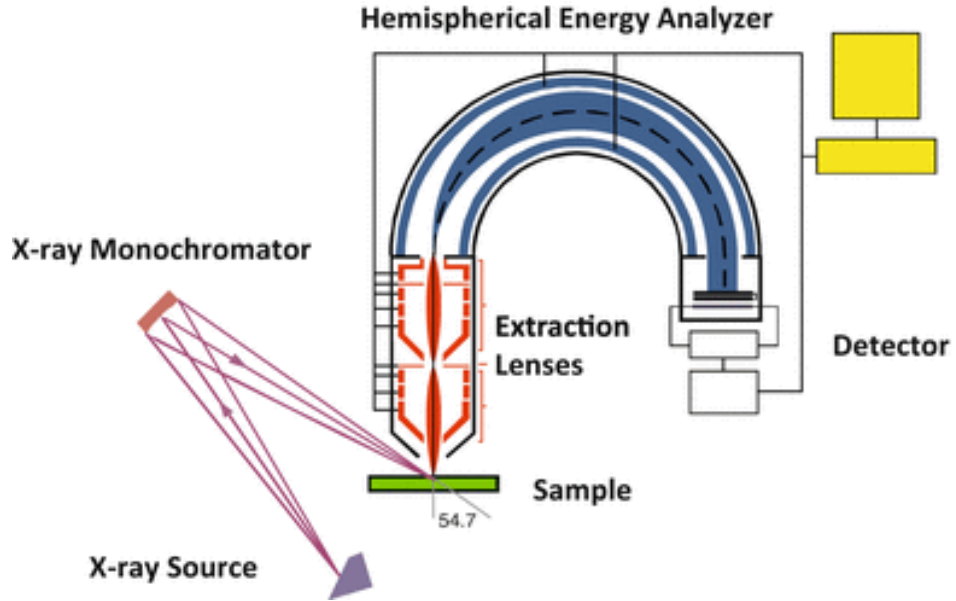 Hemispherical Energy Analyzer
X-ray Monochromator
Extraction
Lenses
Detector
Sample
54.7
X-ray Source